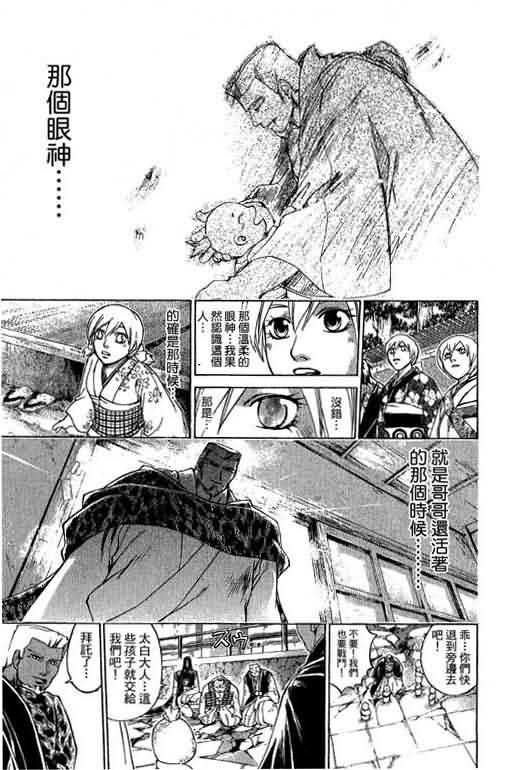 那個眼神……
那個溫柔的
眼神…我果
然認識這個
人…
沒錯…
那是…
的確是那時候…
就是哥哥還活著
的那個時候………
乖…你們快
退到旁邊去
吧！
不要！我們
也要戰鬥！
ズゥ…
太白大人…這
些孩子就交給
我們吧！
拜託了…